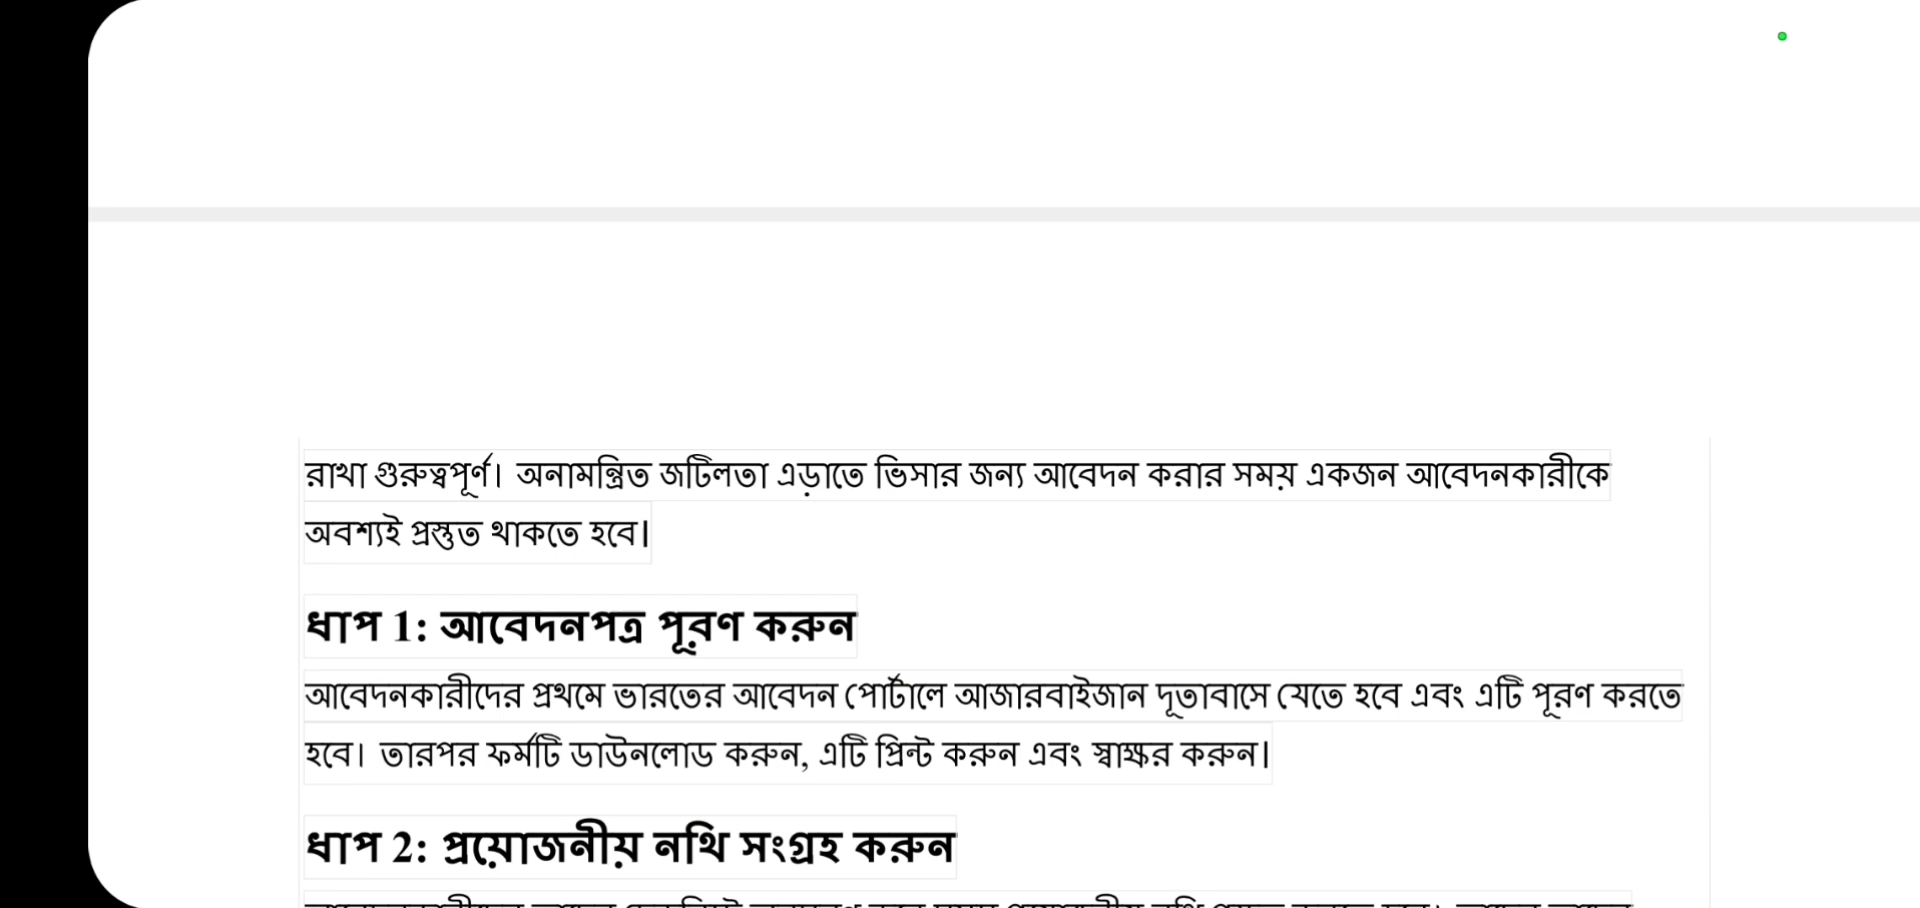 রাখা গুরুত্বপূর্ণ। অনামন্ত্রিত জটিলতা এড়াতে ভিসার জন্য আবেদন করার সময় একজন আবেদনকারীকে
অবশ্যই প্রস্তুত থাকতে হবে।
ধাপ 1: আবেদনপত্র পূরণ করুন
আবেদনকারীদের প্রথমে ভারতের আবেদন পোর্টালে আজারবাইজান দূতাবাসে যেতে হবে এবং এটি পূরণ করতে
হবে। তারপর ফর্মটি ডাউনলোড করুন, এটি প্রিন্ট করুন এবং স্বাক্ষর করুন।
ধাপ 2: প্রয়োজনীয় নথি সংগ্রহ করুন